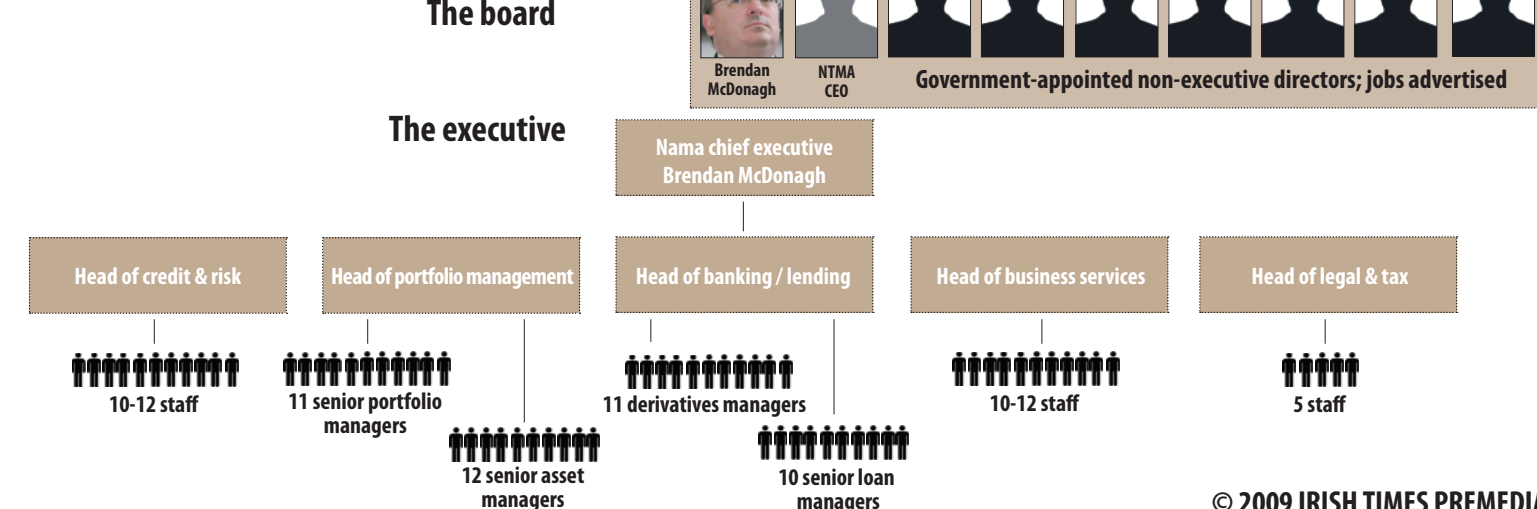 The board
Brendan
McDonagh
NTMA
CEO
Government-appointed non-executive directors; jobs advertised
The executive
Nama chief executive
Brendan McDonagh
Head of credit & risk
Head of portfolio management
Head of banking / lending
Head of business services
Head of legal & tax
10-12 staff
11 senior portfolio
managers
12 senior asset
managers
11 derivatives managers
10 senior loan
managers
10-12 staff
5 staff
© 2009 IRISH TIMES PREMEDIA